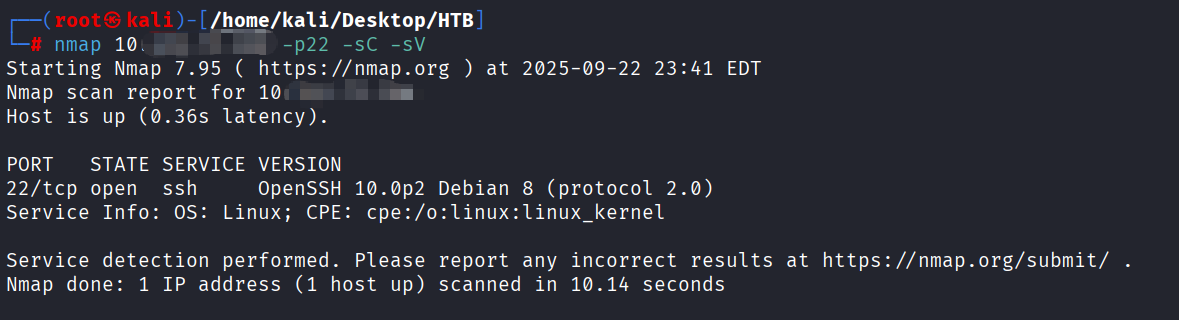 ┌──(root㉿kali)-[/home/kali/Desktop/HTB]
└─# nmap 10 -p22 -sC -sV
Starting Nmap 7.95 ( https://nmap.org ) at 2025-09-22 23:41 EDT
Nmap scan report for 10
Host is up (0.36s latency).
PORT   STATE SERVICE VERSION
22/tcp open  ssh     OpenSSH 10.0p2 Debian 8 (protocol 2.0)
Service Info: OS: Linux; CPE: cpe:/o:linux:linux_kernel
Service detection performed. Please report any incorrect results at https://nmap.org/submit/ .
Nmap done: 1 IP address (1 host up) scanned in 10.14 seconds